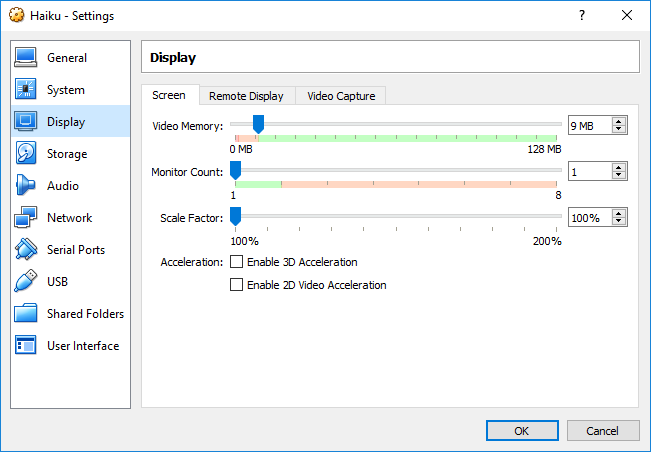 Haiku - Settings
?
General
System
Display
Storage
Audio
Network
Serial Ports
USB
Shared Folders
User Interface
Display
Screen Remote Display Video Capture
Video Memory: 9 MB
0 MB 128 MB
Monitor Count: 1
1 8
Scale Factor: 100%
100% 200%
Acceleration: Enable 3D Acceleration
Enable 2D Video Acceleration
OK Cancel